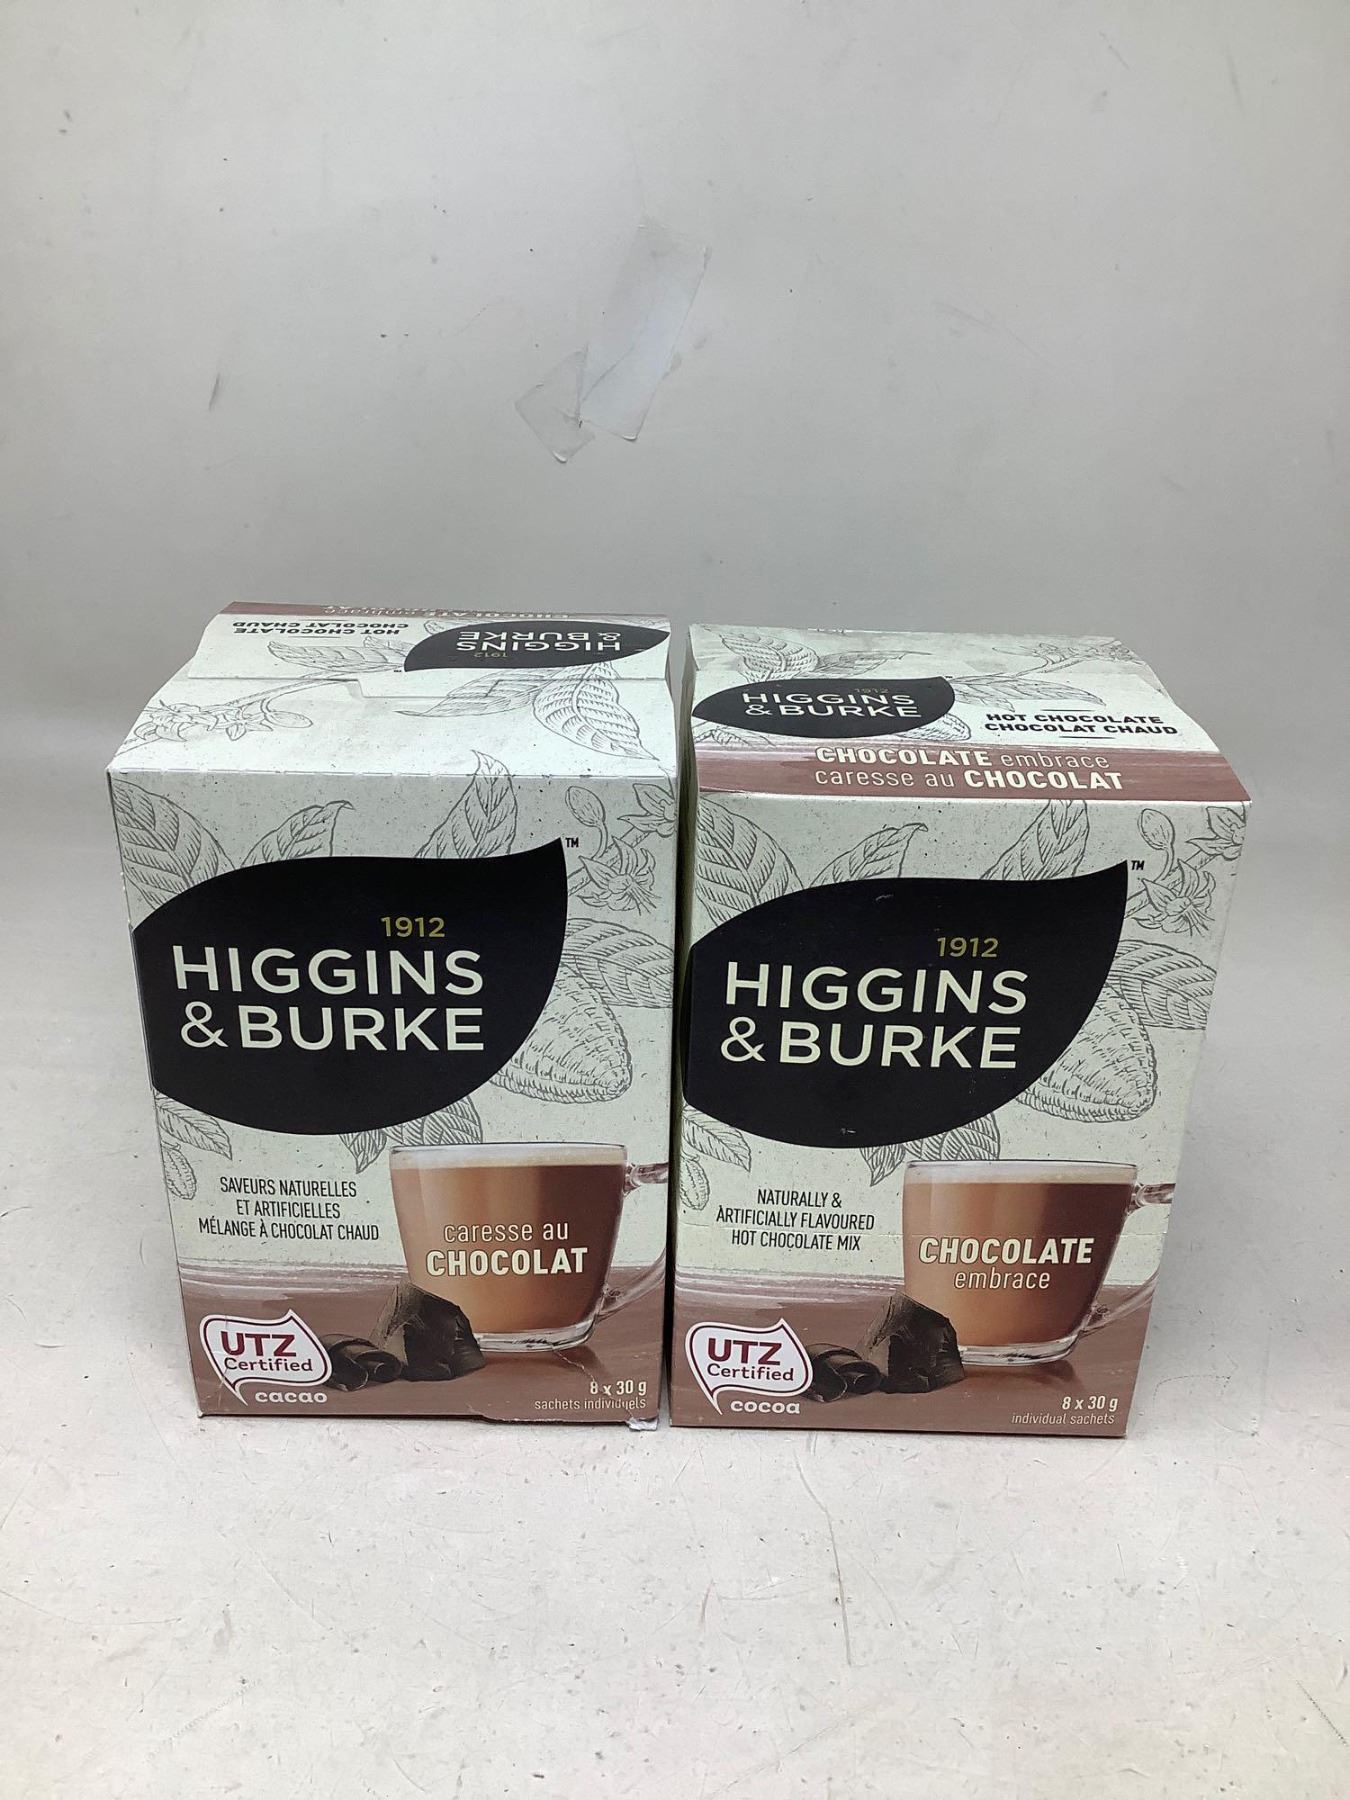 HOT CHOCOLATE
CHOCOLAT CHAUD
1912
HIGGINS
& BURKE
™
1912
HIGGINS
& BURKE
SAVEURS NATURELLES
ET ARTIFICIELLES
MÉLANGE À CHOCOLAT CHAUD
caresse au
CHOCOLAT
UTZ
Certified
cacao
8 x 30 g
sachets individuels
1912
HIGGINS
& BURKE
HOT CHOCOLATE
CHOCOLAT CHAUD
CHOCOLATE embrace
caresse au CHOCOLAT
™
1912
HIGGINS
& BURKE
NATURALLY &
ARTIFICIALLY FLAVOURED
HOT CHOCOLATE MIX
CHOCOLATE
embrace
UTZ
Certified
cocoa
8 x 30 g
individual sachets